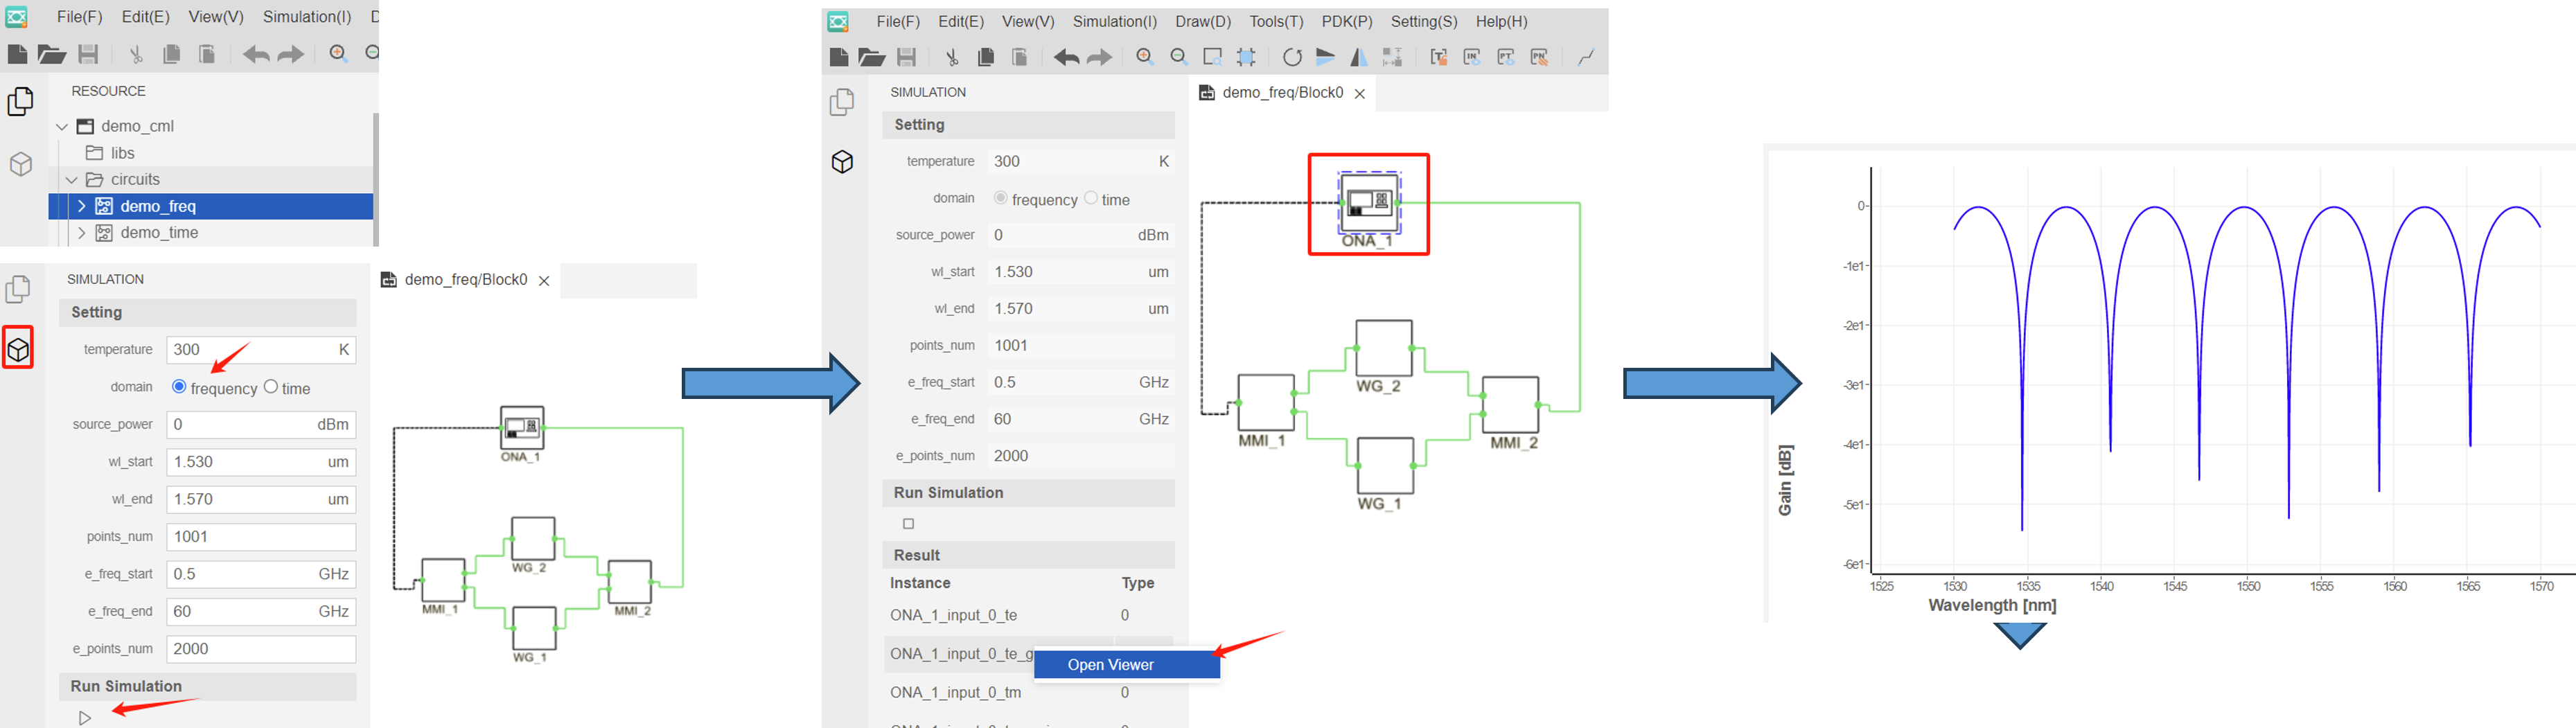 File(F) Edit(E) View(V) Simulation(I)
RESOURCE
demo_cml
libs
circuits
demo_freq
demo_time
SIMULATION
Setting
temperature 300 K
domain frequency time
source_power 0 dBm
wl_start 1.530 um
wl_end 1.570 um
points_num 1001
e_freq_start 0.5 GHz
e_freq_end 60 GHz
e_points_num 2000
Run Simulation
demo_freq/Block0
ONA_1
WG_2
MMI_1
MMI_2
WG_1
File(F) Edit(E) View(V) Simulation(I) Draw(D) Tools(T) PDK(P) Setting(S) Help(H)
SIMULATION
Setting
temperature 300 K
domain frequency time
source_power 0 dBm
wl_start 1.530 um
wl_end 1.570 um
points_num 1001
e_freq_start 0.5 GHz
e_freq_end 60 GHz
e_points_num 2000
Run Simulation
Result
Instance Type
ONA_1_input_0_te 0
ONA_1_input_0_te_g
Open Viewer
ONA_1_input_0_tm 0
demo_freq/Block0
ONA_1
WG_2
MMI_1
MMI_2
WG_1
Gain [dB]
0
-1e1
-2e1
-3e1
-4e1
-5e1
-6e1
1525 1530 1535 1540 1545 1550 1555 1560 1565 1570
Wavelength [nm]